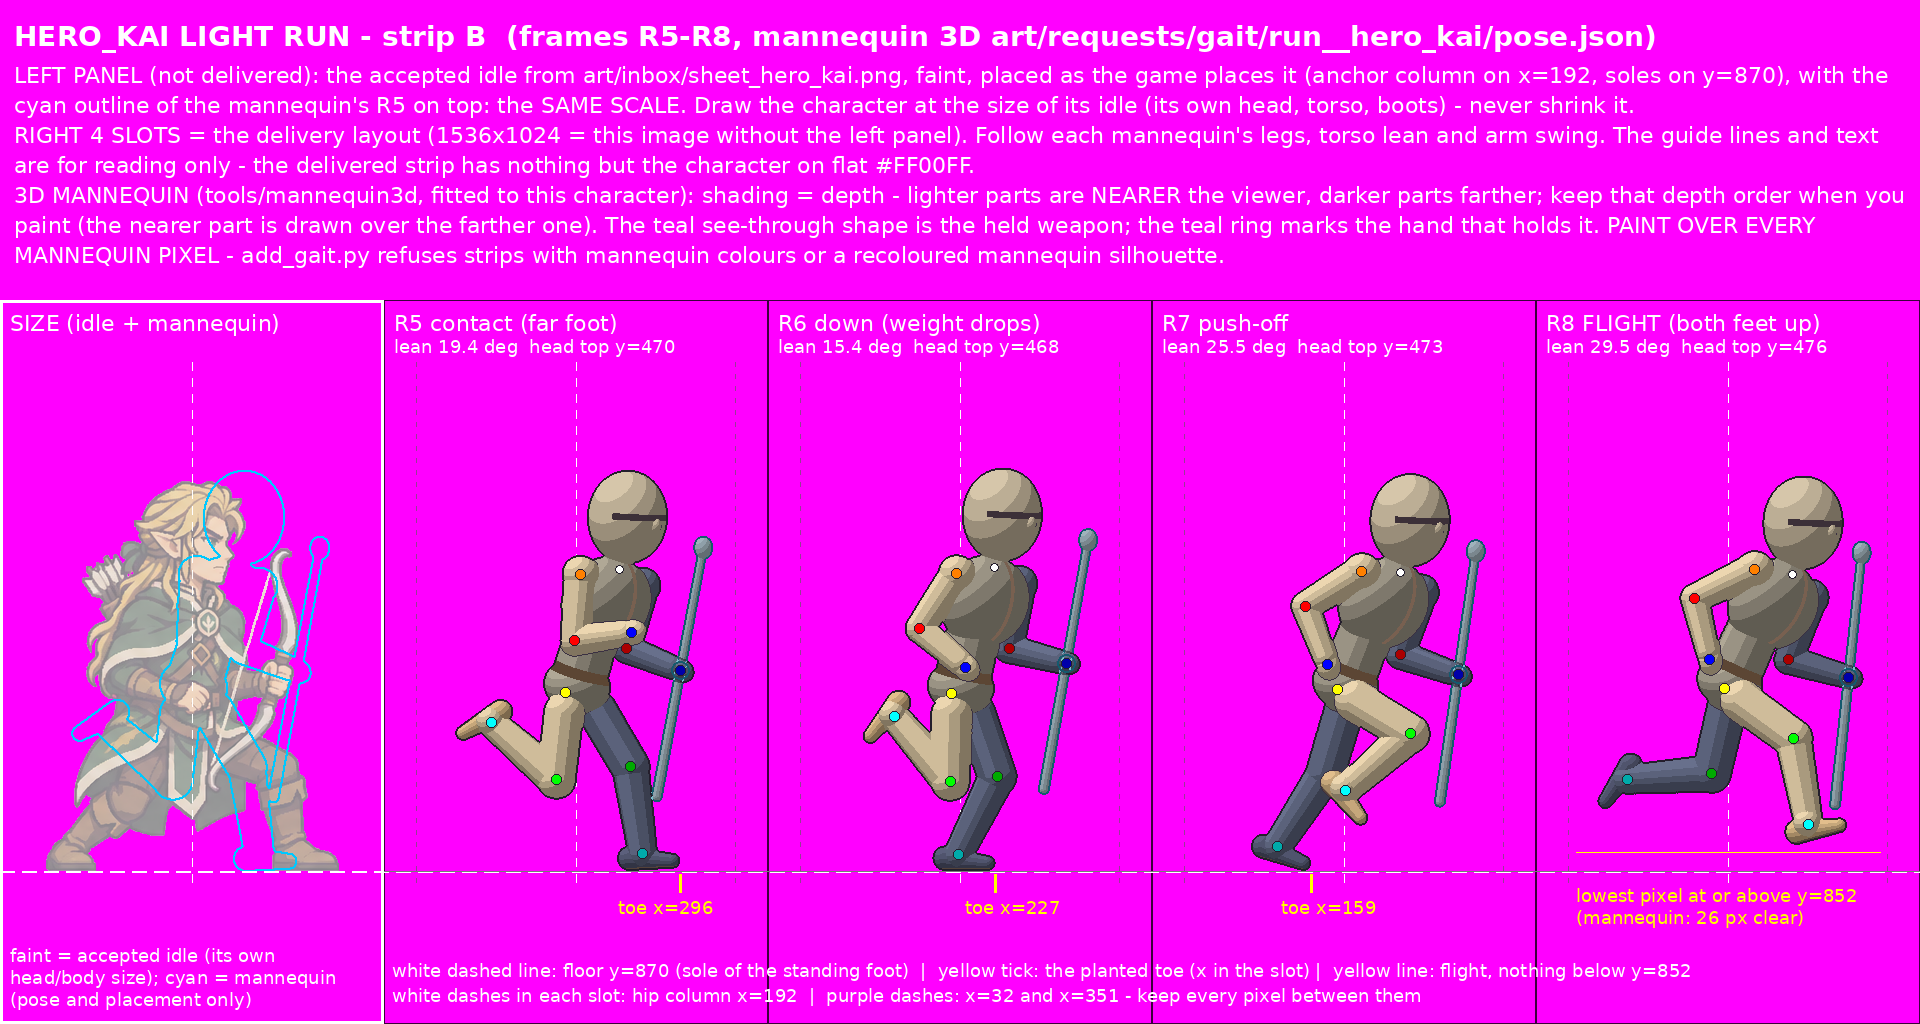 HERO_KAI LIGHT RUN - strip B  (frames R5-R8, mannequin 3D art/requests/gait/run__hero_kai/pose.json)
LEFT PANEL (not delivered): the accepted idle from art/inbox/sheet_hero_kai.png, faint, placed as the game places it (anchor column on x=192, soles on y=870), with the
cyan outline of the mannequin's R5 on top: the SAME SCALE. Draw the character at the size of its idle (its own head, torso, boots) - never shrink it.
RIGHT 4 SLOTS = the delivery layout (1536x1024 = this image without the left panel). Follow each mannequin's legs, torso lean and arm swing. The guide lines and text
are for reading only - the delivered strip has nothing but the character on flat #FF00FF.
3D MANNEQUIN (tools/mannequin3d, fitted to this character): shading = depth - lighter parts are NEARER the viewer, darker parts farther; keep that depth order when you
paint (the nearer part is drawn over the farther one). The teal see-through shape is the held weapon; the teal ring marks the hand that holds it. PAINT OVER EVERY
MANNEQUIN PIXEL - add_gait.py refuses strips with mannequin colours or a recoloured mannequin silhouette.
SIZE (idle + mannequin)
R5 contact (far foot)
lean 19.4 deg  head top y=470
R6 down (weight drops)
lean 15.4 deg  head top y=468
R7 push-off
lean 25.5 deg  head top y=473
R8 FLIGHT (both feet up)
lean 29.5 deg  head top y=476
toe x=296
toe x=227
toe x=159
lowest pixel at or above y=852
(mannequin: 26 px clear)
faint = accepted idle (its own
head/body size); cyan = mannequin
(pose and placement only)
white dashed line: floor y=870 (sole of the standing foot)  |  yellow tick: the planted toe (x in the slot) |  yellow line: flight, nothing below y=852
white dashes in each slot: hip column x=192  |  purple dashes: x=32 and x=351 - keep every pixel between them